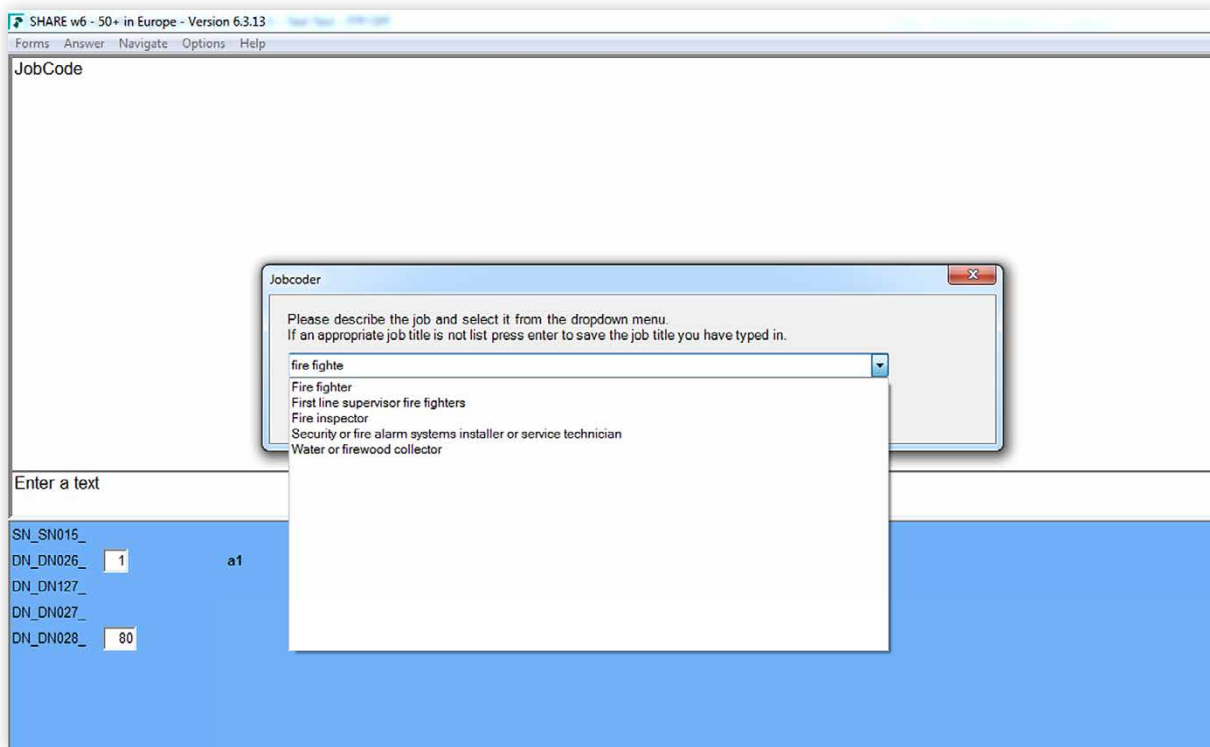 SHARE w6 - 50+ in Europe - Version 6.3.13
Forms Answer Navigate Options Help
JobCode
Jobcoder
Please describe the job and select it from the dropdown menu.
If an appropriate job title is not list press enter to save the job title you have typed in.
fire fighte
Fire fighter
First line supervisor fire fighters
Fire inspector
Security or fire alarm systems installer or service technician
Water or firewood collector
Enter a text
SN_SN015_
DN_DN026_ 1 a1
DN_DN127_
DN_DN027_
DN_DN028_ 80